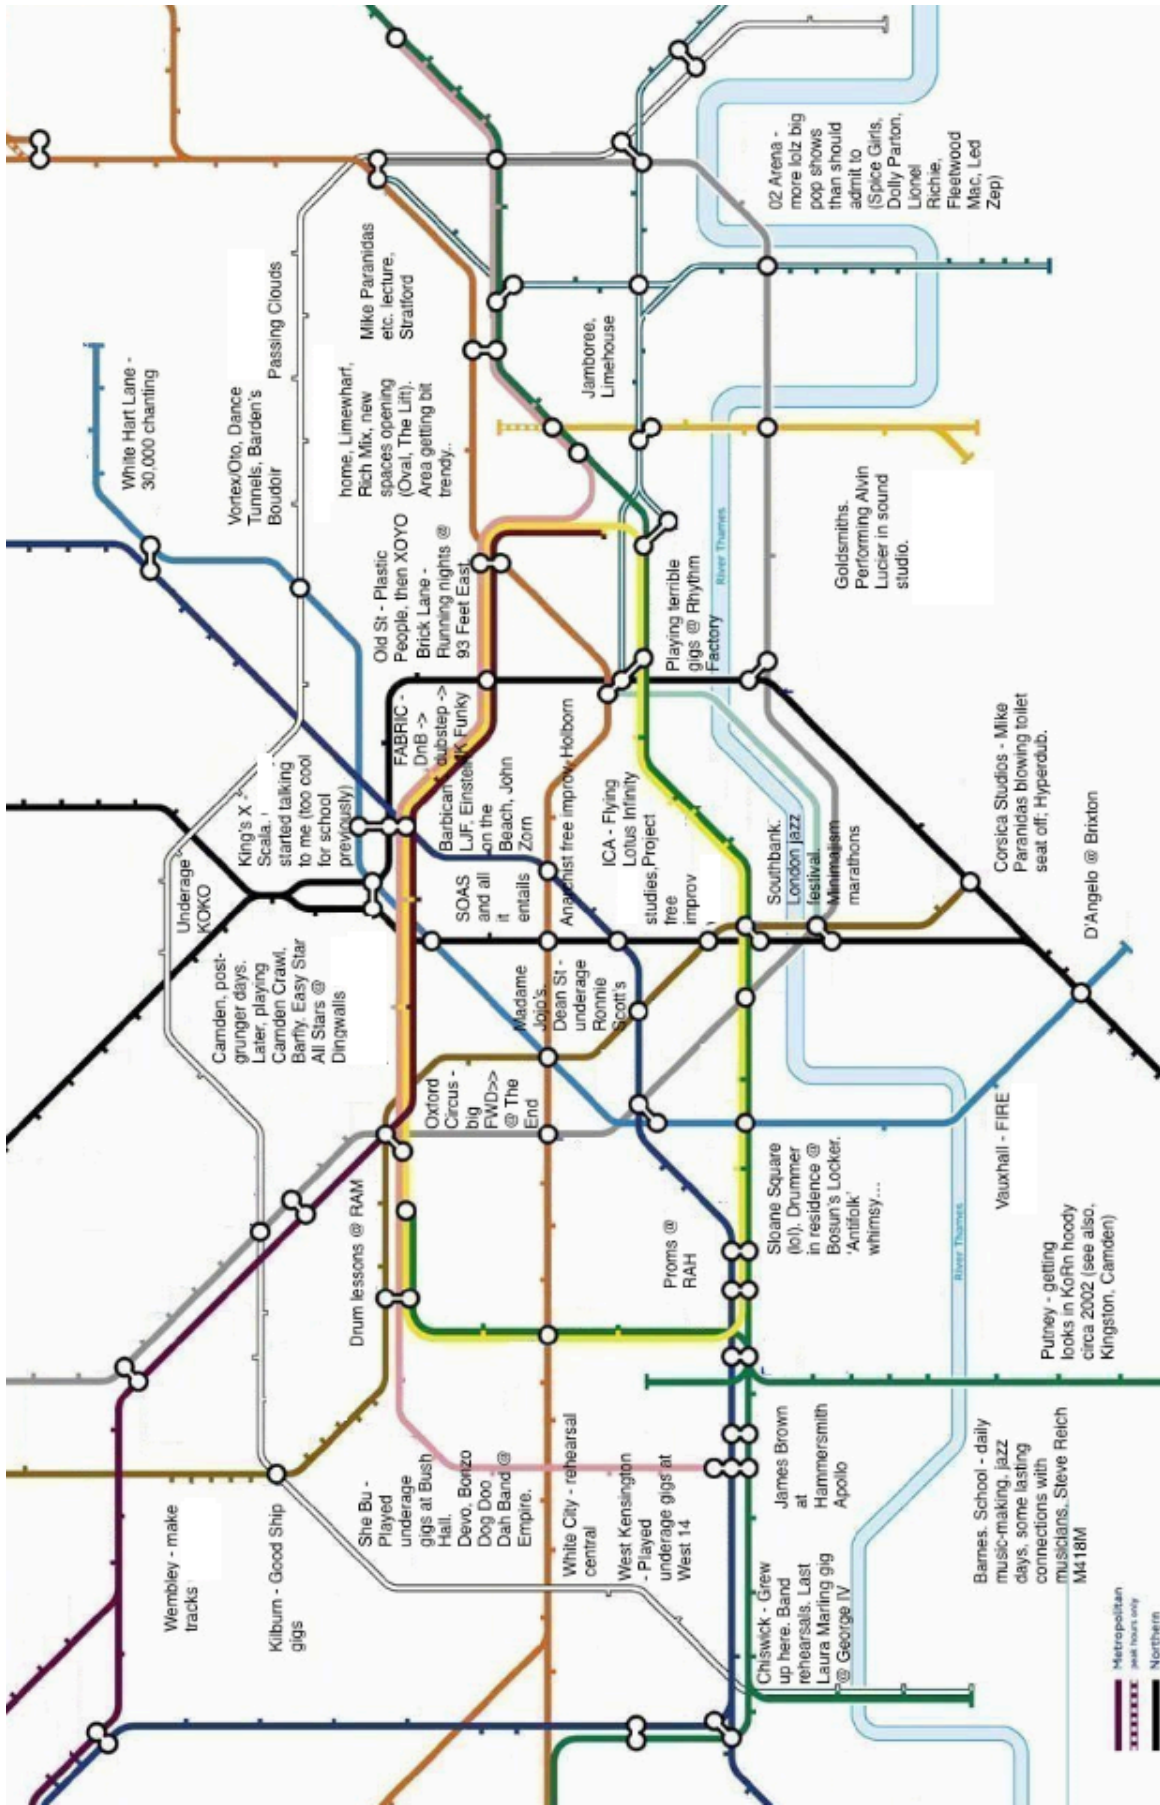 White Hart Lane -
30,000 chanting
Vortex/Oto, Dance
Tunnels, Barden's
Boudoir
Passing Clouds
King's X -
Scala.
started talking
to me (too cool
for school
previously)
Underage
KOKO
Camden, post-
grunger days.
Later, playing
Camden Crawl,
Barfly. Easy Star
All Stars @
Dingwalls
Wembley - make
tracks
Kilburn - Good Ship
gigs
Drum lessons @ RAM
She Bu -
Played
underage
gigs at Bush
Hall.
Devo, Bonzo
Dog Doo
Dah Band @
Empire.
Oxford
Circus -
big
FWD>>
@ The
End
Madame
Jojo's,
Dean St -
underage
Ronnie
Scott's
SOAS
and all
it
entails
FABRIC -
DnB ->
dubstep ->
UK Funky
Barbican
LJF, Einstein
on the
Beach, John
Zorn
Anarchist free improv, Holborn
Old St - Plastic
People, then XOYO
Brick Lane -
Running nights @
93 Feet East
home, Limewharf,
Rich Mix, new
spaces opening
(Oval, The Lift).
Area getting bit
trendy..
Mike Paranidas
etc. lecture,
Stratford
Jamboree,
Limehouse
02 Arena -
more lolz big
pop shows
than should
admit to
(Spice Girls,
Dolly Parton,
Lionel
Richie,
Fleetwood
Mac, Led
Zep)
Goldsmiths.
Performing Alvin
Lucier in sound
studio.
Playing terrible
gigs @ Rhythm
Factory
River Thames
ICA - Flying
Lotus Infinity
studies,Project
free
improv
Southbank.
London jazz
festival.
Minimalism
marathons
Corsica Studios - Mike
Paranidas blowing toilet
seat off; Hyperdub.
D'Angelo @ Brixton
Vauxhall - FIRE
Sloane Square
(lol). Drummer
in residence @
Bosun's Locker.
'Antifolk'
whimsy...
Proms @
RAH
White City - rehearsal
central
West Kensington
- Played
underage gigs at
West 14
James Brown
at
Hammersmith
Apollo
Chiswick - Grew
up here. Band
rehearsals. Last
Laura Marling gig
@ George IV
River Thames
Putney - getting
looks in KoRn hoody
circa 2002 (see also,
Kingston, Camden)
Barnes. School - daily
music-making, jazz
days, some lasting
connections with
musicians. Steve Reich
M418M
Metropolitan
peak hours only
Northern